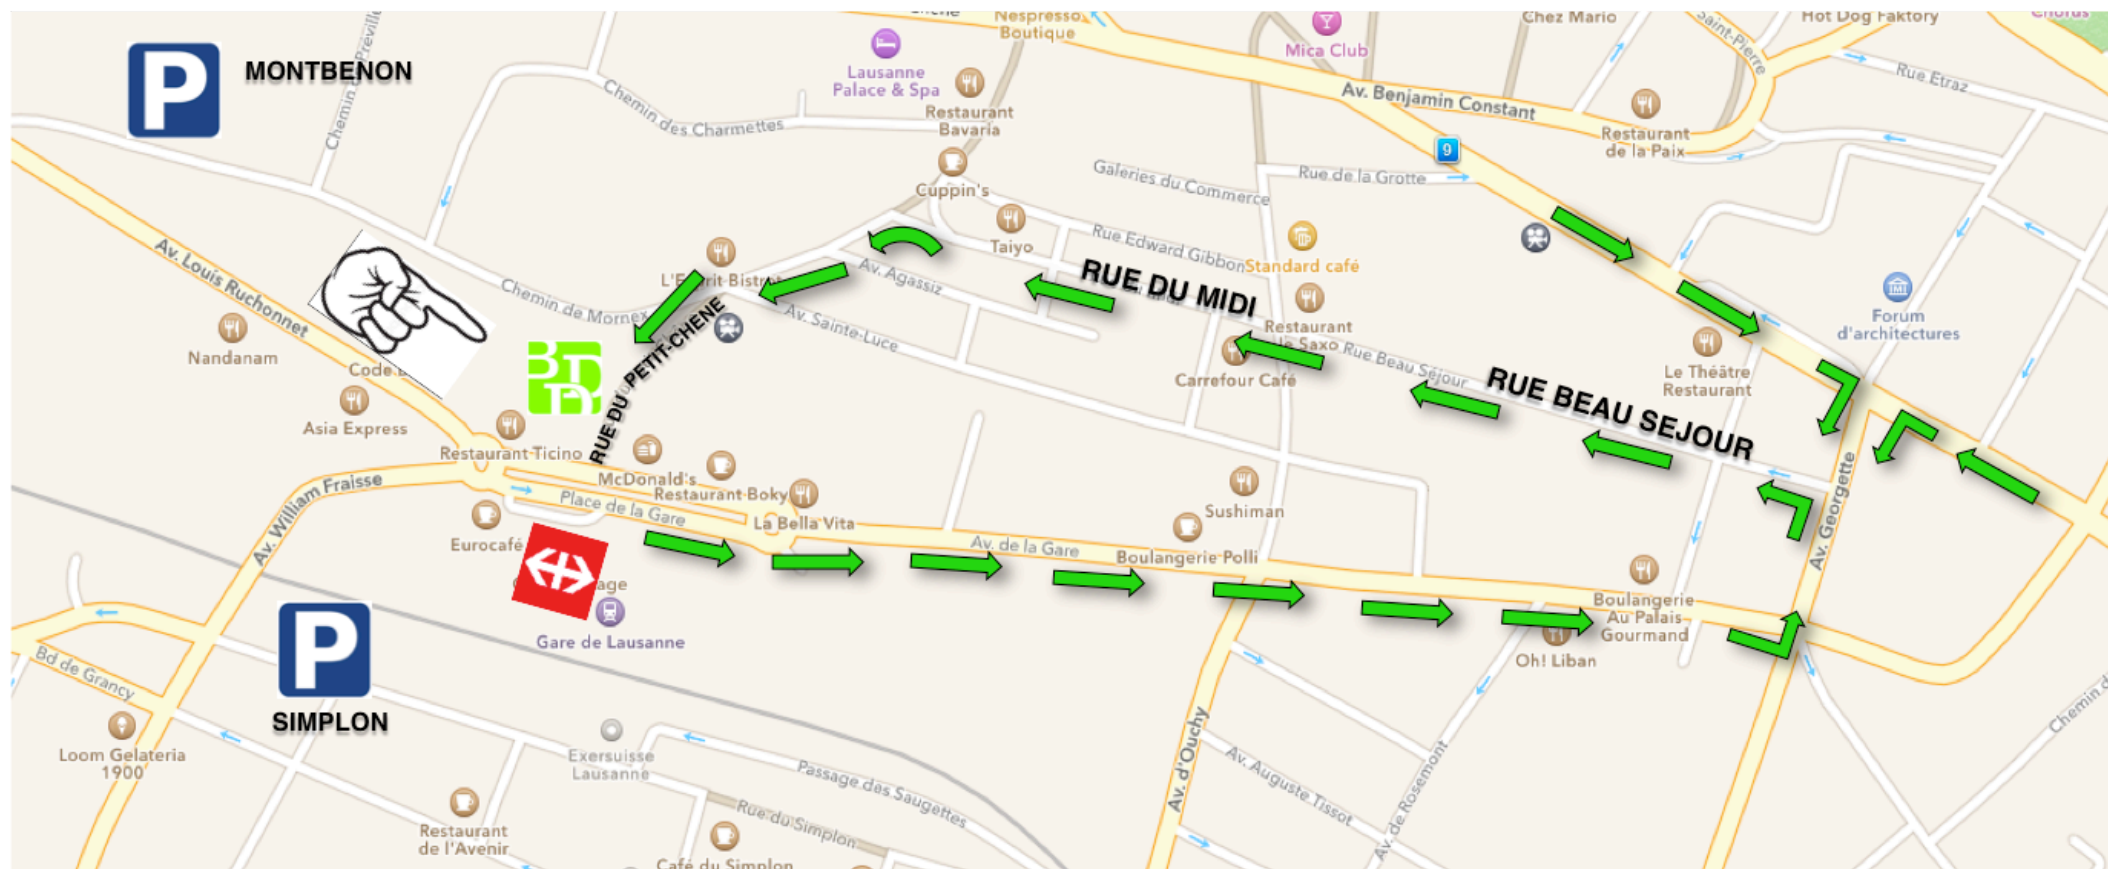 Nespresso
Boutique
Chez Mario
Saint-Pierre
Hot Dog Faktory
Mica Club
P
MONTBENON
Lausanne
Palace & Spa
Rue Etraz
Chemin des Charmettes
Restaurant
Bavaria
Av. Benjamin Constant
Restaurant
de la Paix
9
Cuppin's
Galeries du Commerce
Rue de la Grotte
Taiyo
Rue Edward Gibbon
Standard café
Av. Louis Ruchonnet
Chemin de Mornex
Av. Agassiz
RUE DU MIDI
Forum
d'architectures
Nandanam
Av. Sainte-Luce
Restaurant
le Saxo
Rue Beau Séjour
Carrefour Café
Le Théâtre
Restaurant
RUE BEAU SEJOUR
RUE DU PETIT-CHENE
BTD
Asia Express
Restaurant Ticino
McDonald's
Restaurant Boky
Place de la Gare
La Bella Vita
Av. William Fraisse
Sushiman
Av. Georgette
Eurocafé
Av. de la Gare
Boulangerie Polli
Boulangerie
Au Palais
Gourmand
Gare de Lausanne
Oh! Liban
P
SIMPLON
Bd de Grancy
Loom Gelateria
1900
Exersuisse
Lausanne
Passage des Saugettes
Rue du Simplon
Av. d'Ouchy
Av. Auguste Tissot
Av. de Rosemont
Restaurant
de l'Avenir
Café du Simplon